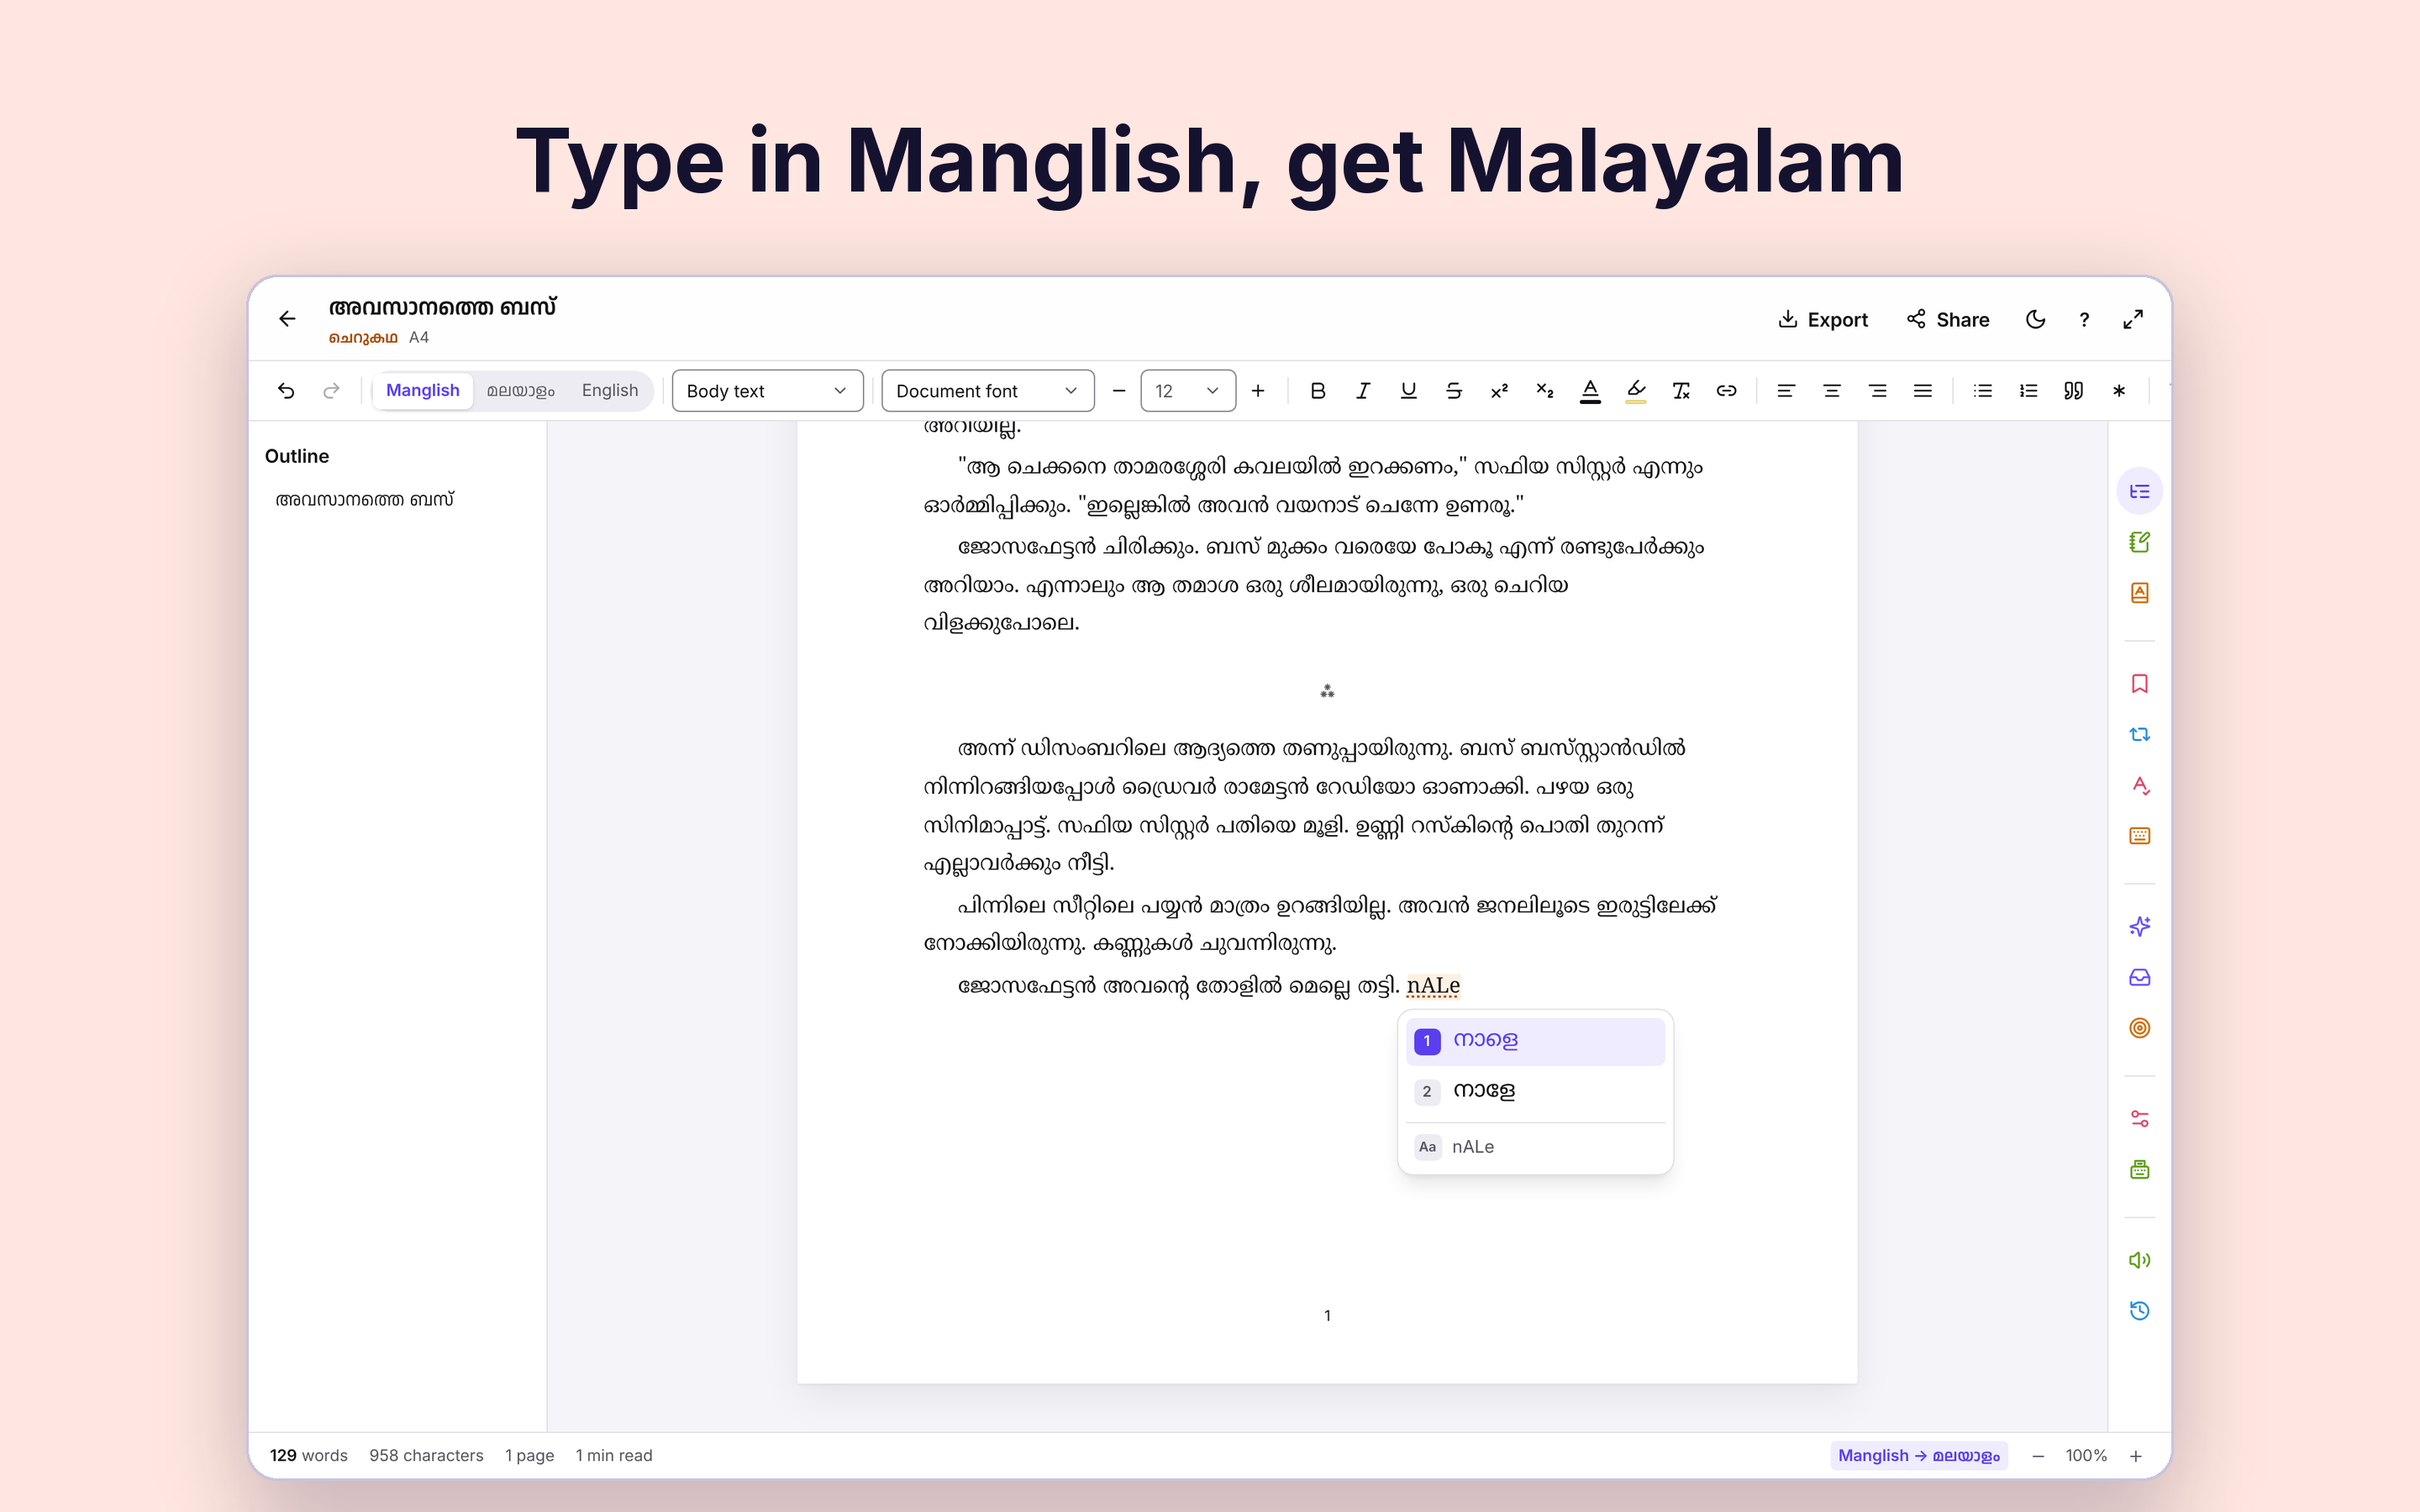 Type in Manglish, get Malayalam
അവസാനത്തെ ബസ്
ചെറുകഥ A4
Export Share ?
Manglish മലയാളം English Body text Document font 12
Outline
അവസാനത്തെ ബസ്
അറിയില്ല.
"ആ ചെക്കനെ താമരശ്ശേരി കവലയിൽ ഇറക്കണം," സഫിയ സിസ്റ്റർ എന്നും
ഓർമ്മിപ്പിക്കും. "ഇല്ലെങ്കിൽ അവൻ വയനാട് ചെന്നേ ഉണരൂ."
ജോസഫേട്ടൻ ചിരിക്കും. ബസ് മുക്കം വരെയേ പോകൂ എന്ന് രണ്ടുപേർക്കും
അറിയാം. എന്നാലും ആ തമാശ ഒരു ശീലമായിരുന്നു, ഒരു ചെറിയ
വിളക്കുപോലെ.
⁂
അന്ന് ഡിസംബറിലെ ആദ്യത്തെ തണുപ്പായിരുന്നു. ബസ് ബസ്‌സ്റ്റാൻഡിൽ
നിന്നിറങ്ങിയപ്പോൾ ഡ്രൈവർ രാമേട്ടൻ റേഡിയോ ഓണാക്കി. പഴയ ഒരു
സിനിമാപ്പാട്ട്. സഫിയ സിസ്റ്റർ പതിയെ മൂളി. ഉണ്ണി റസ്കിന്റെ പൊതി തുറന്ന്
എല്ലാവർക്കും നീട്ടി.
പിന്നിലെ സീറ്റിലെ പയ്യൻ മാത്രം ഉറങ്ങിയില്ല. അവൻ ജനലിലൂടെ ഇരുട്ടിലേക്ക്
നോക്കിയിരുന്നു. കണ്ണുകൾ ചുവന്നിരുന്നു.
ജോസഫേട്ടൻ അവന്റെ തോളിൽ മെല്ലെ തട്ടി. nALe
1 നാളെ
2 നാളേ
Aa nALe
1
129 words 958 characters 1 page 1 min read
Manglish → മലയാളം − 100% +